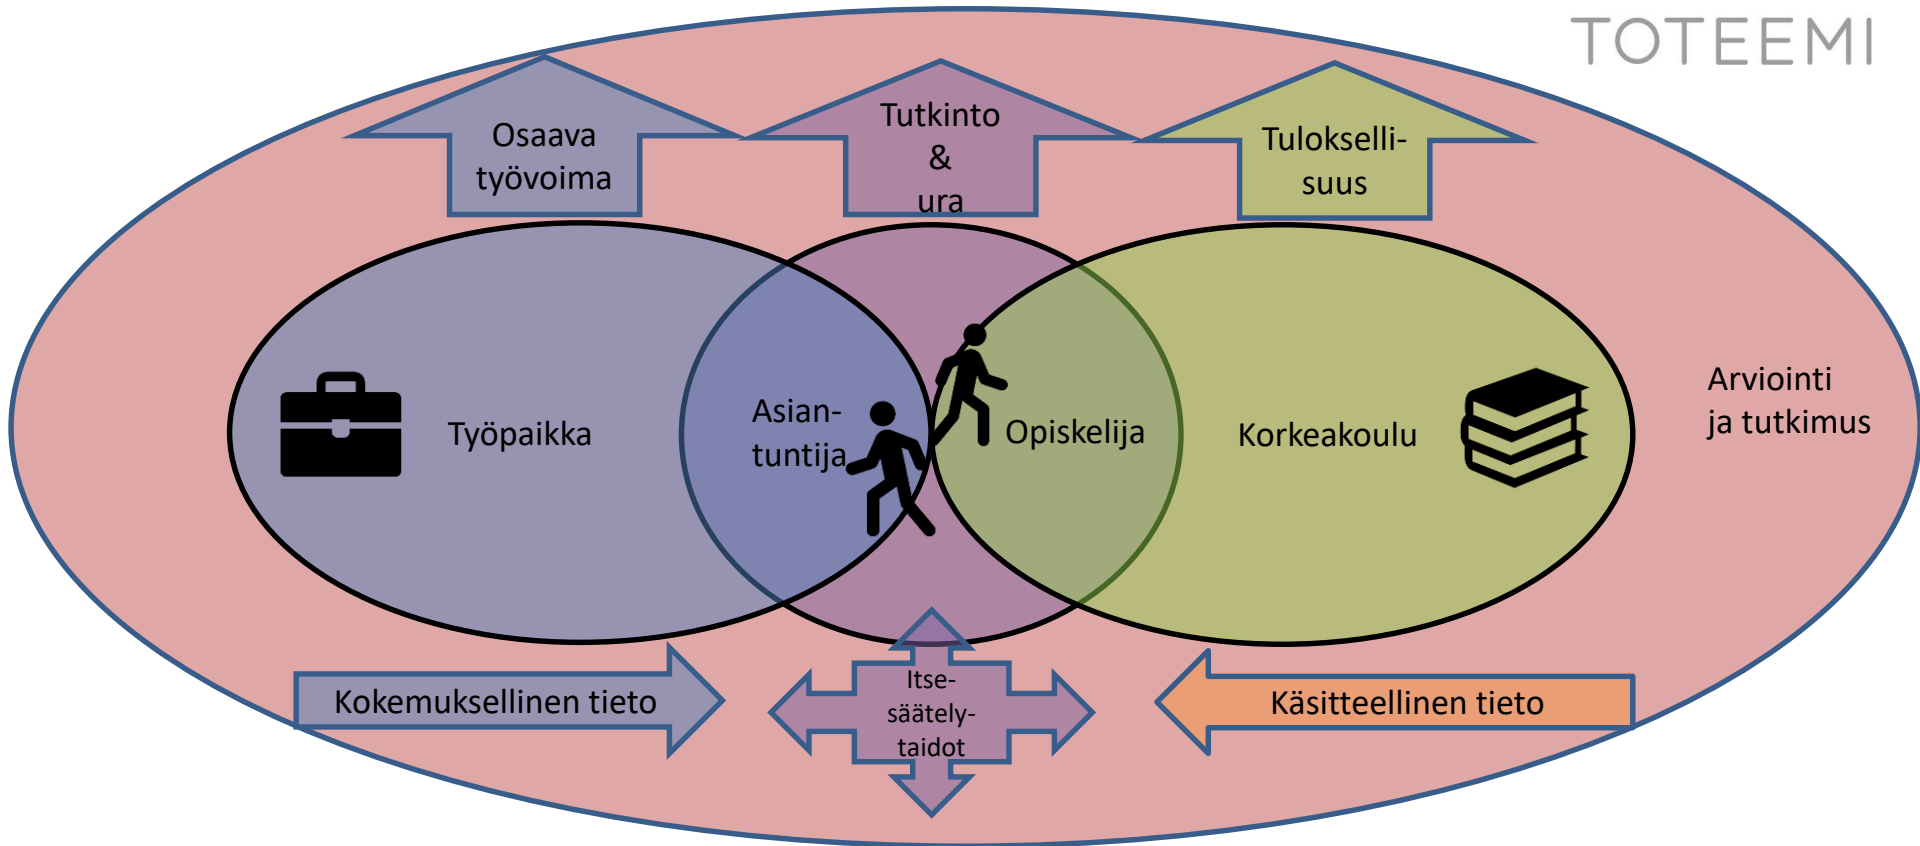 TOTEEMI
Osaava
työvoima
Tutkinto
&
ura
Tulokselli-
suus
Työpaikka
Asian-
tuntija
Opiskelija
Korkeakoulu
Arviointi
ja tutkimus
Kokemuksellinen tieto
Itse-
säätely-
taidot
Käsitteellinen tieto